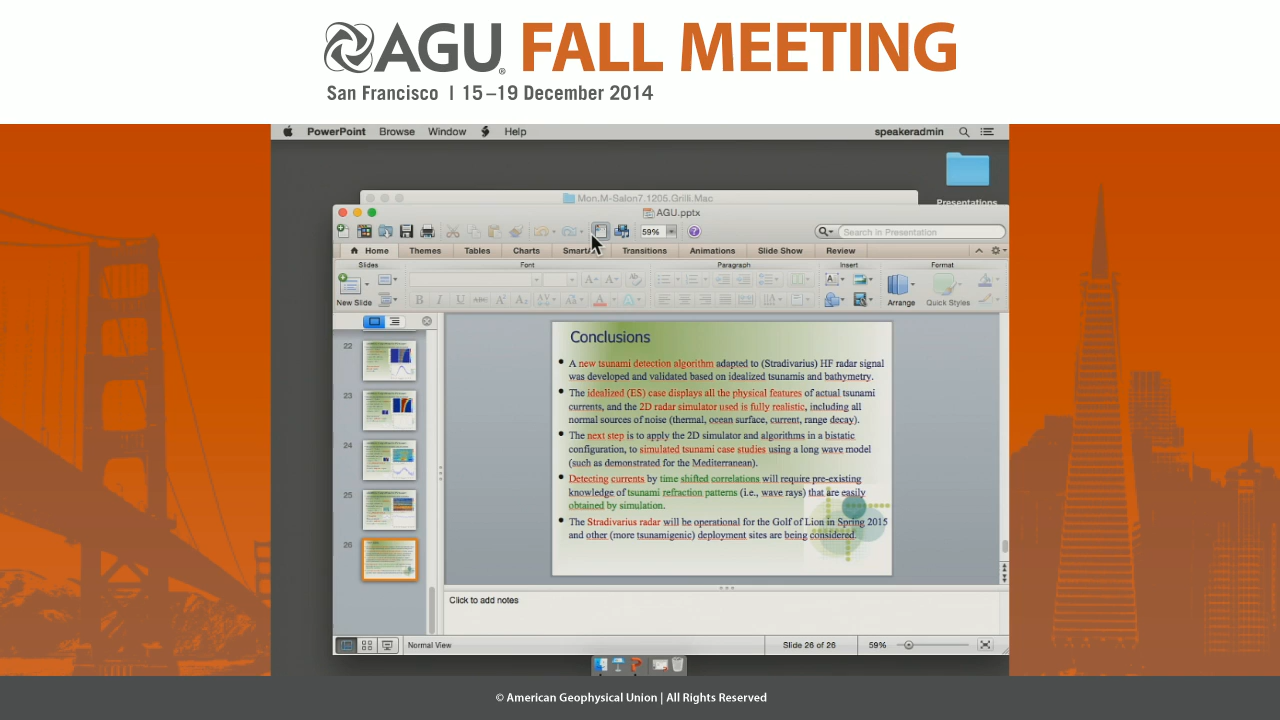 AGU FALL MEETING
San Francisco | 15–19 December 2014
PowerPoint Browse Window Help speakeradmin
Presentations
Mon.M-Salon7.1205.Grilli.Mac
AGU.pptx
59% Search in Presentation
Home Themes Tables Charts SmartA Transitions Animations Slide Show Review
Slides Font Paragraph Insert Format
New Slide Arrange Quick Styles
22
23
24
25
26
Conclusions
• A new tsunami detection algorithm adapted to (Stradivarius) HF radar signal
was developed and validated based on idealized tsunamis and bathymetry.
• The idealized (ES) case displays all the physical features of actual tsunami
currents, and the 2D radar simulator used is fully realistic, including all
normal sources of noise (thermal, ocean surface, current, range decay).
• The next step is to apply the 2D simulator and algorithms in a bistatic
configuration, to simulated tsunami case studies using a long wave model
(such as demonstrated for the Mediterranean).
• Detecting currents by time shifted correlations will require pre-existing
knowledge of tsunami refraction patterns (i.e., wave rays) that are easily
obtained by simulation.
• The Stradivarius radar will be operational for the Golf of Lion in Spring 2015
and other (more tsunamigenic) deployment sites are being considered.
Click to add notes
Normal View Slide 26 of 26 59%
© American Geophysical Union | All Rights Reserved